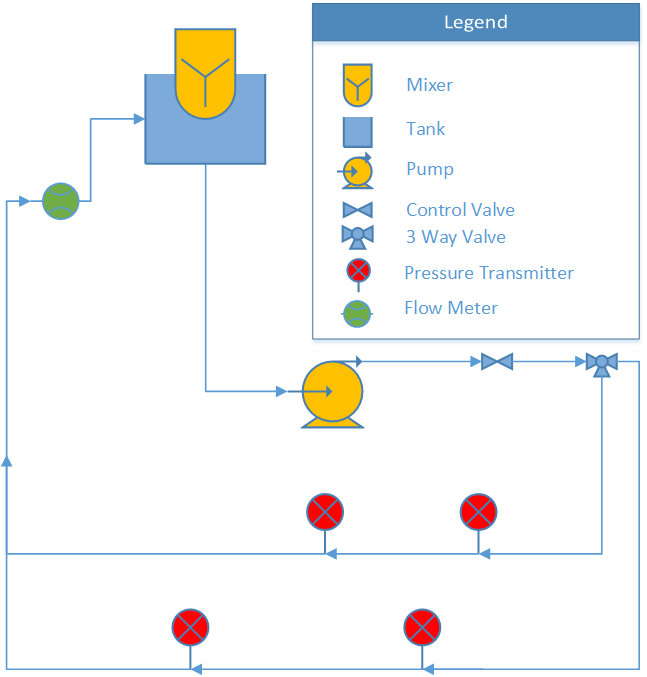 Legend
Mixer
Tank
Pump
Control Valve
3 Way Valve
Pressure Transmitter
Flow Meter